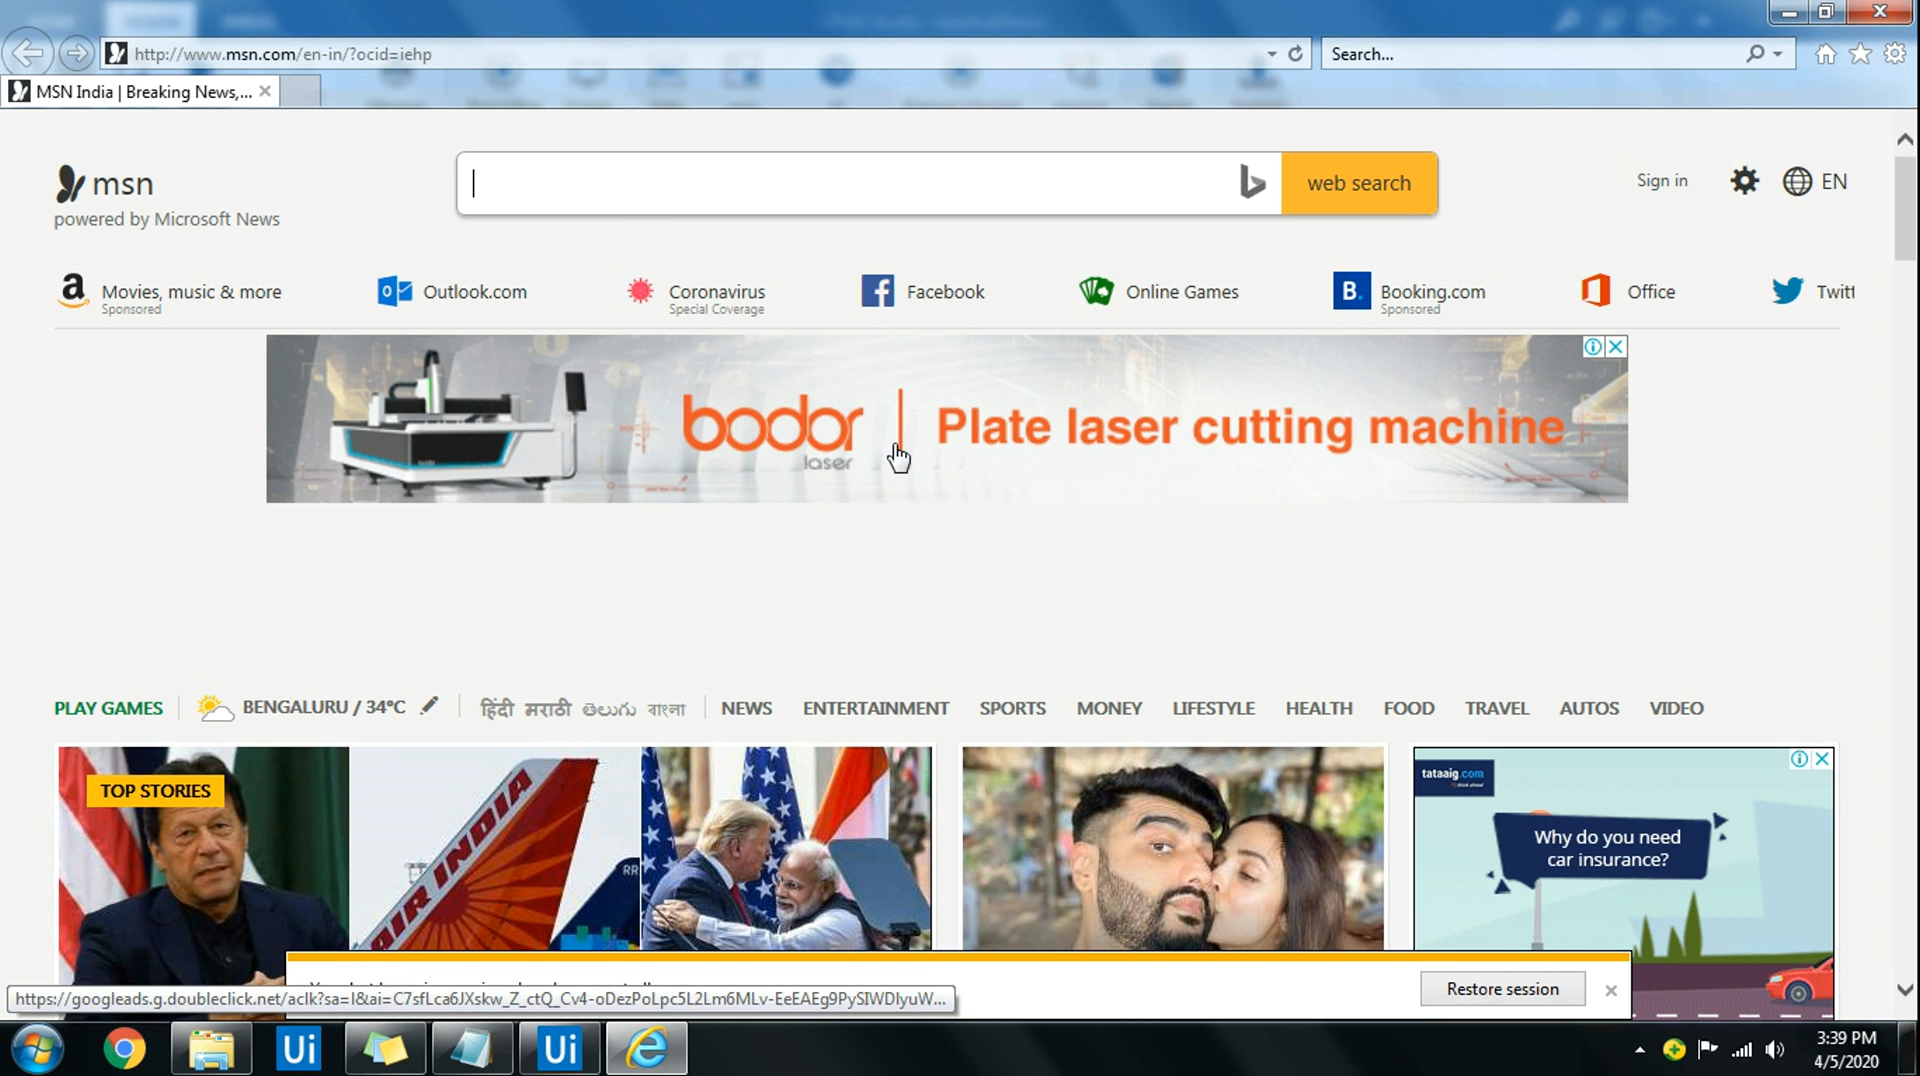 http://www.msn.com/en-in/?ocid=iehp
Search...
MSN India | Breaking News,...
msn
powered by Microsoft News
web search
Sign in
EN
Movies, music & more
Sponsored
Outlook.com
Coronavirus
Special Coverage
Facebook
Online Games
Booking.com
Sponsored
Office
Twitt
bodor
laser
Plate laser cutting machine
PLAY GAMES
BENGALURU / 34°C
हिंदी मराठी తెలుగు বাংলা
NEWS
ENTERTAINMENT
SPORTS
MONEY
LIFESTYLE
HEALTH
FOOD
TRAVEL
AUTOS
VIDEO
TOP STORIES
AIR INDIA
RR
tataaig.com
Why do you need
car insurance?
https://googleads.g.doubleclick.net/aclk?sa=l&ai=C7sfLca6JXskw_Z_ctQ_Cv4-oDezPoLpc5L2Lm6MLv-EeEAEg9PySIWDlyuW...
Restore session
Ui
Ui
3:39 PM
4/5/2020